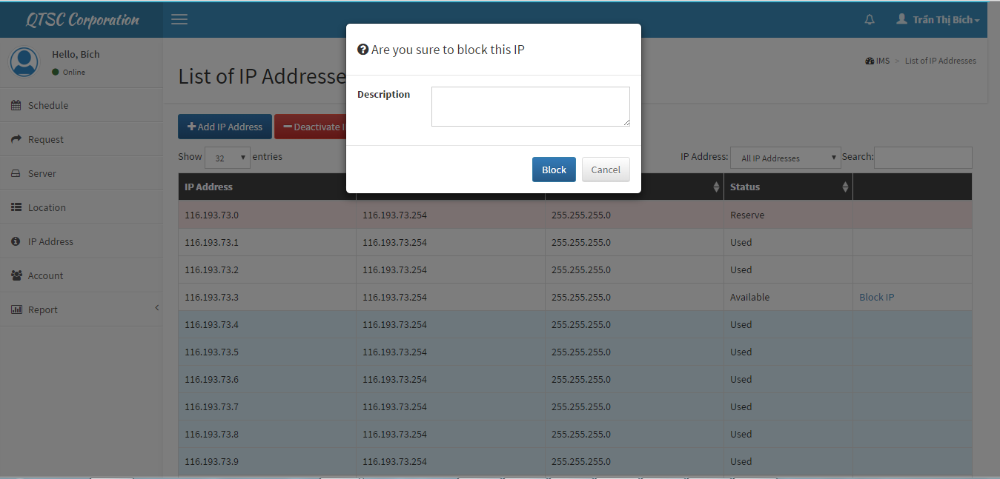 QTSC Corporation
Trần Thị Bích
Hello, Bích
Online
Schedule
Request
Server
Location
IP Address
Account
Report
List of IP Addresse
IMS > List of IP Addresses
Are you sure to block this IP
Description
Block Cancel
Add IP Address Deactivate
Show 32 entries IP Address: All IP Addresses Search:
IP Address Status
116.193.73.0 116.193.73.254 255.255.255.0 Reserve
116.193.73.1 116.193.73.254 255.255.255.0 Used
116.193.73.2 116.193.73.254 255.255.255.0 Used
116.193.73.3 116.193.73.254 255.255.255.0 Available Block IP
116.193.73.4 116.193.73.254 255.255.255.0 Used
116.193.73.5 116.193.73.254 255.255.255.0 Used
116.193.73.6 116.193.73.254 255.255.255.0 Used
116.193.73.7 116.193.73.254 255.255.255.0 Used
116.193.73.8 116.193.73.254 255.255.255.0 Used
116.193.73.9 116.193.73.254 255.255.255.0 Used